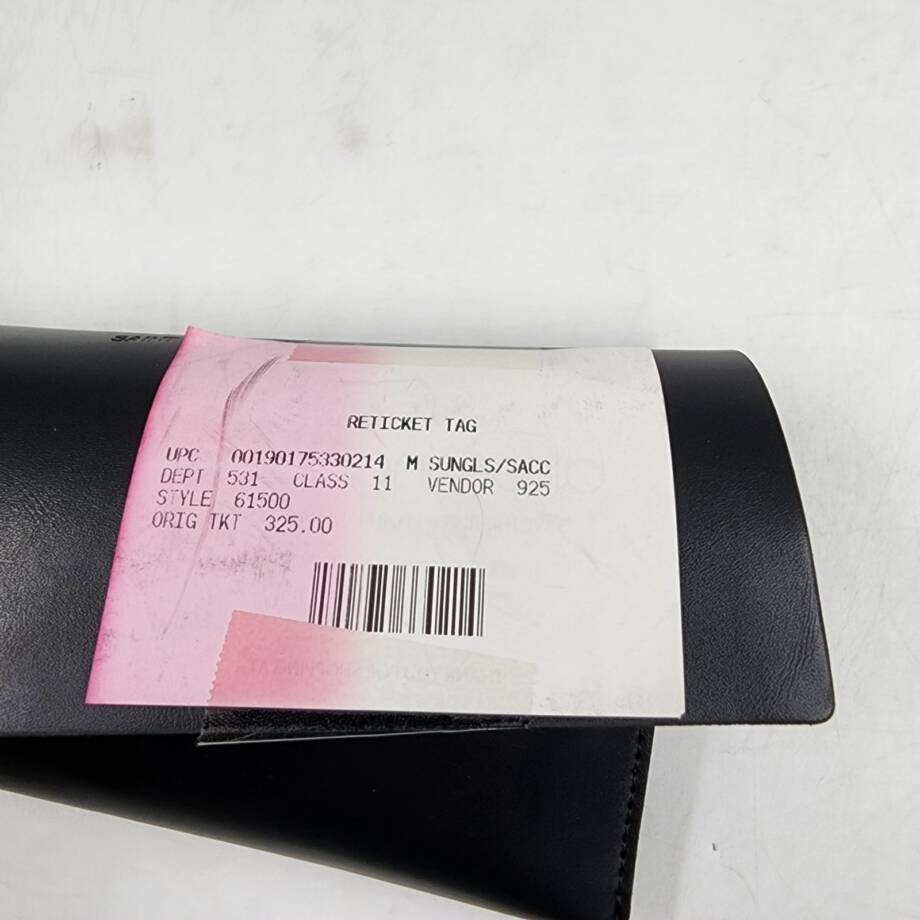 RETICKET TAG
UPC 00190175330214 M SUNGLS/SACC
DEPT 531 CLASS 11 VENDOR 925
STYLE 61500
ORIG TKT 325.00